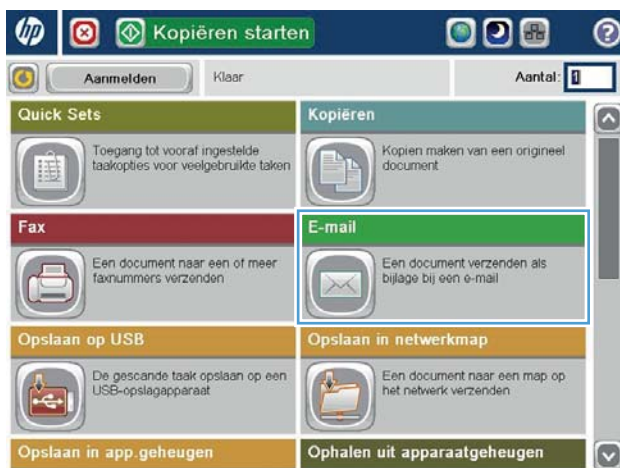 hp
Kopiëren starten
?
Aanmelden
Klaar
Aantal: 1
Quick Sets
Toegang tot vooraf ingestelde
taakopties voor veelgebruikte taken
Kopiëren
Kopien maken van een origineel
document
Fax
Een document naar een of meer
faxnummers verzenden
E-mail
Een document verzenden als
bijlage bij een e-mail
Opslaan op USB
De gescande taak opslaan op een
USB-opslagapparaat
Opslaan in netwerkmap
Een document naar een map op
het netwerk verzenden
Opslaan in app.geheugen
Ophalen uit apparaatgeheugen